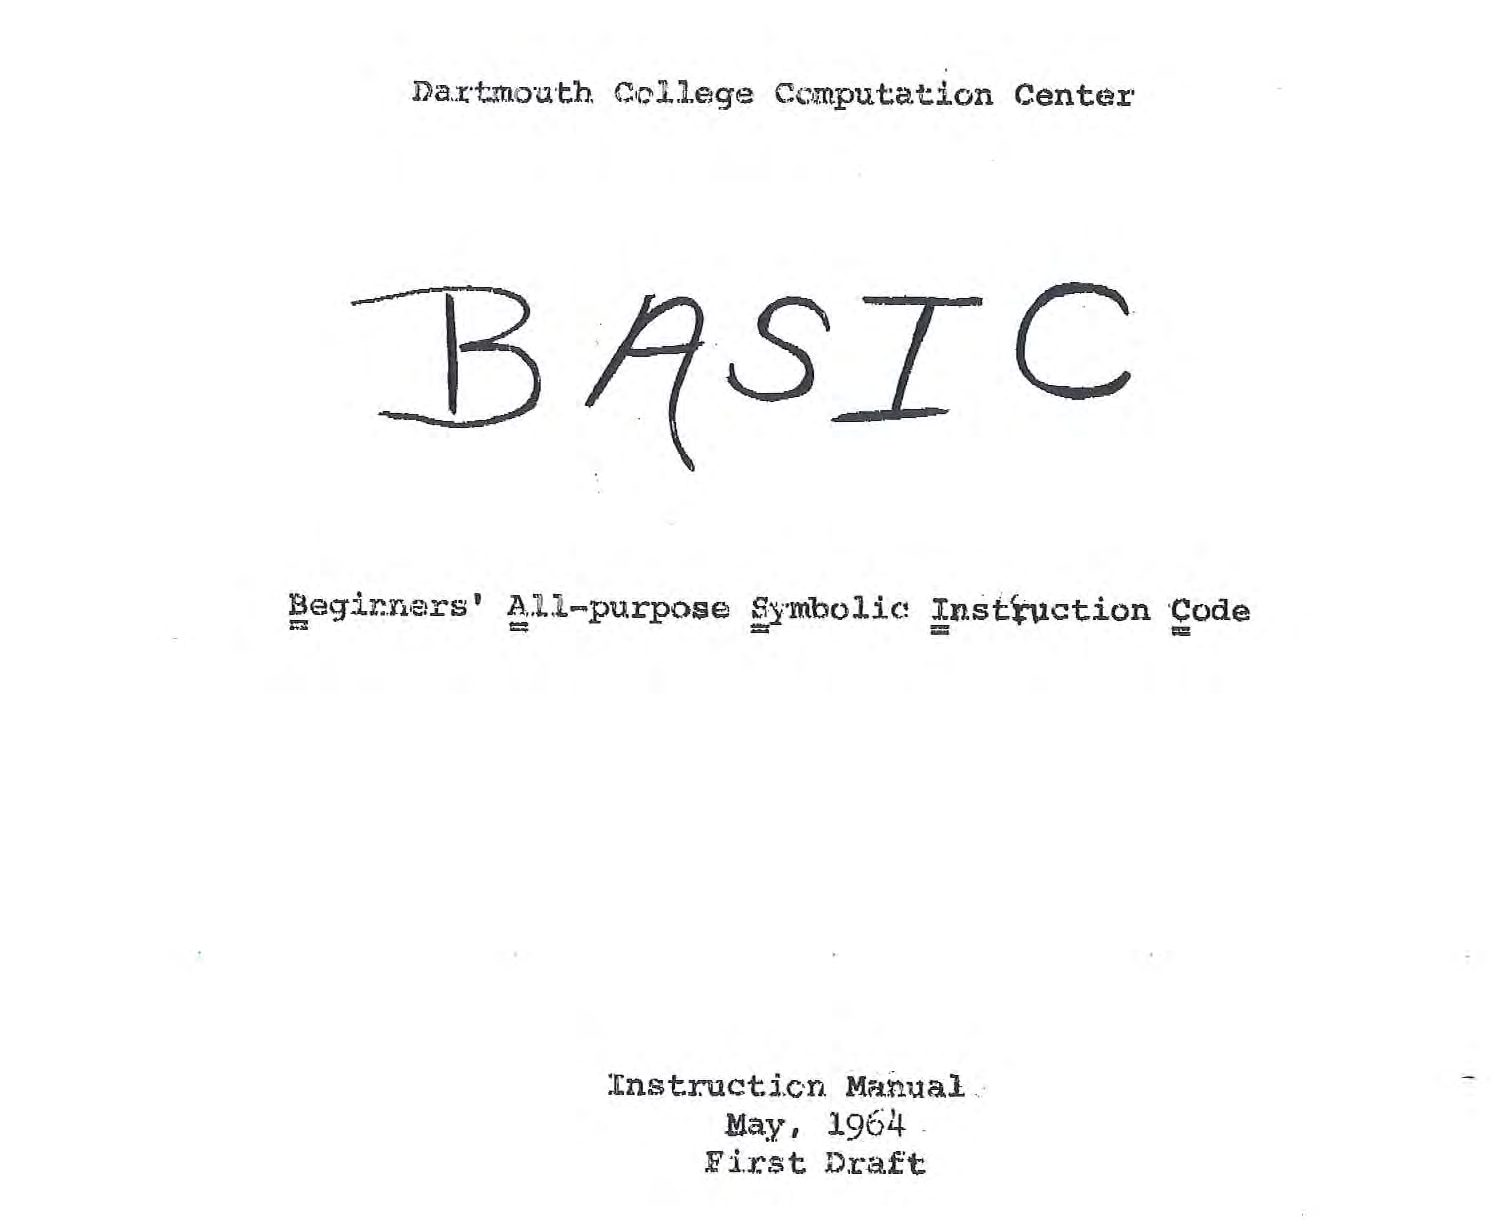 Dartmouth College Computation Center
BASIC
Beginners' All-purpose Symbolic Instruction Code
Instruction Manual
May, 1964
First Draft